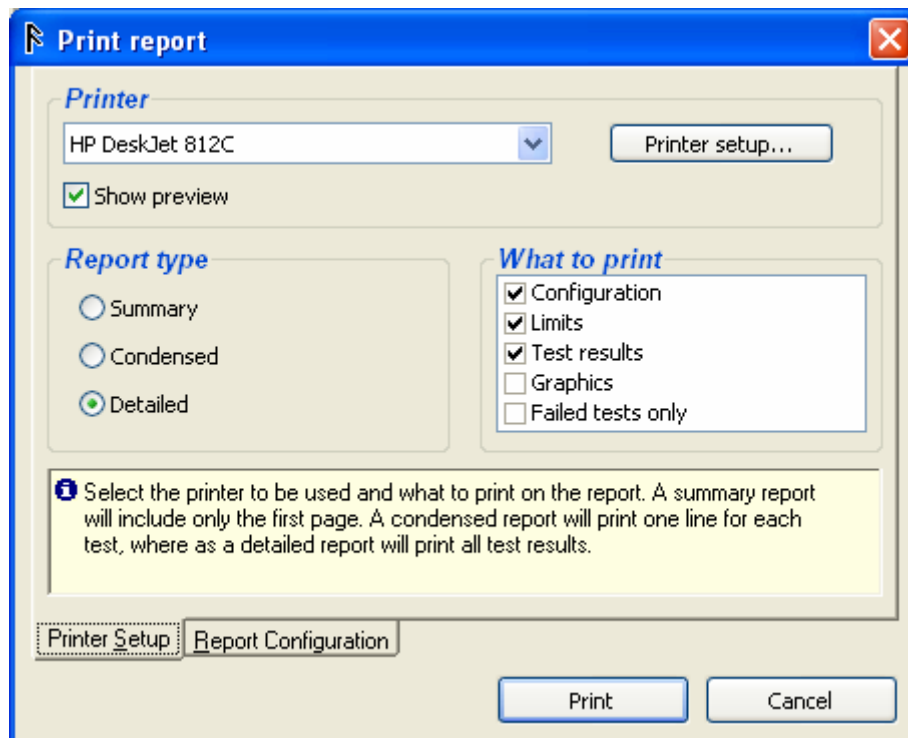 Print report
Printer
HP DeskJet 812C
Printer setup...
Show preview
Report type
Summary
Condensed
Detailed
What to print
Configuration
Limits
Test results
Graphics
Failed tests only
Select the printer to be used and what to print on the report. A summary report
will include only the first page. A condensed report will print one line for each
test, where as a detailed report will print all test results.
Printer Setup
Report Configuration
Print
Cancel